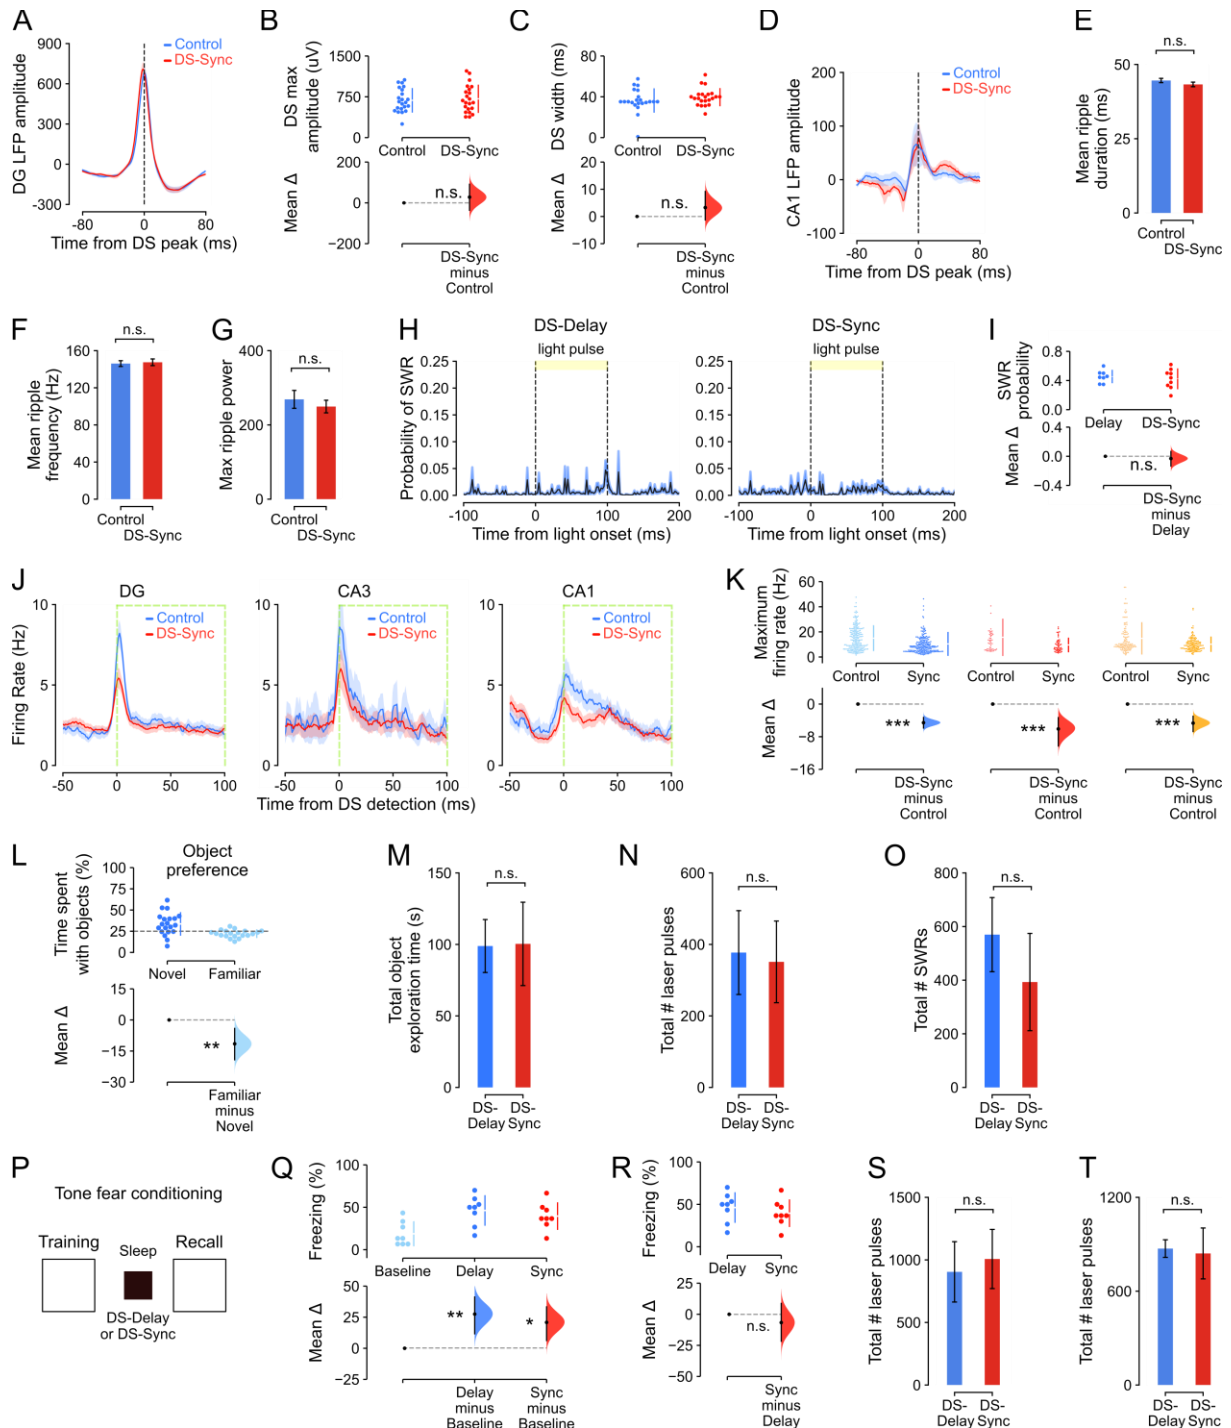 A
DG LFP amplitude
900
600
300
0
-300
-80
0
80
Time from DS peak (ms)
Control
DS-Sync
B
DS max
amplitude (uV)
1500
750
0
Control
DS-Sync
Mean Δ
200
0
−200
n.s.
DS-Sync
minus
Control
C
DS width (ms)
80
40
0
Control
DS-Sync
Mean Δ
20
10
0
−10
n.s.
DS-Sync
minus
Control
D
CA1 LFP amplitude
200
100
0
-100
-80
0
80
Time from DS peak (ms)
Control
DS-Sync
E
Mean ripple
duration (ms)
50
25
0
n.s.
Control
DS-Sync
F
Mean ripple
frequency (Hz)
160
120
80
40
0
n.s.
Control
DS-Sync
G
Max ripple power
400
200
0
n.s.
Control
DS-Sync
H
DS-Delay
light pulse
Probability of SWR
0.25
0.20
0.15
0.10
0.05
0.00
-100
0
100
200
Time from light onset (ms)
DS-Sync
light pulse
0.25
0.20
0.15
0.10
0.05
0.00
-100
0
100
200
Time from light onset (ms)
I
SWR
probability
0.8
0.4
0.0
Delay
DS-Sync
Mean Δ
0.4
0.0
−0.4
n.s.
DS-Sync
minus
Delay
J
DG
Firing Rate (Hz)
10
5
0
-50
0
50
100
Control
DS-Sync
CA3
10
5
0
-50
0
50
100
Control
DS-Sync
CA1
10
5
0
-50
0
50
100
Control
DS-Sync
Time from DS detection (ms)
K
Maximum
firing rate (Hz)
60
40
20
0
Control
Sync
Control
Sync
Control
Sync
Mean Δ
0
−8
−16
***
***
***
DS-Sync
minus
Control
DS-Sync
minus
Control
DS-Sync
minus
Control
L
Object
preference
Time spent
with objects (%)
100
75
50
25
0
Novel
Familiar
Mean Δ
15
0
−15
−30
**
Familiar
minus
Novel
M
Total object
exploration time (s)
150
100
50
0
n.s.
DS-
Delay
DS-
Sync
N
Total # laser pulses
600
400
200
0
n.s.
DS-
Delay
DS-
Sync
O
Total # SWRs
800
600
400
200
0
n.s.
DS-
Delay
DS-
Sync
P
Tone fear conditioning
Training
Sleep
Recall
DS-Delay
or DS-Sync
Q
Freezing (%)
100
50
0
Baseline
Delay
Sync
Mean Δ
50
25
0
−25
**
*
Delay
minus
Baseline
Sync
minus
Baseline
R
Freezing (%)
100
50
0
Delay
Sync
Mean Δ
25
0
−25
−50
n.s.
Sync
minus
Delay
S
Total # laser pulses
1500
1000
500
0
n.s.
DS-
Delay
DS-
Sync
T
Total # laser pulses
1200
600
0
n.s.
DS-
Delay
DS-
Sync